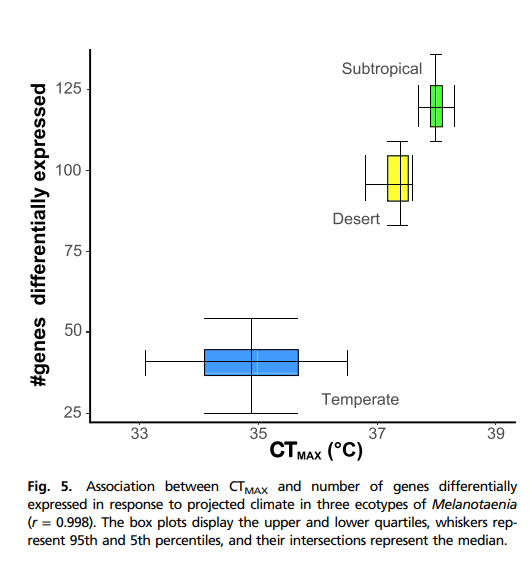 Subtropical
125
100
Desert
75
50
Temperate
25
#genes differentially expressed
33 35 37 39
CTMAX (°C)
Fig. 5. Association between CTMAX and number of genes differentially
expressed in response to projected climate in three ecotypes of Melanotaenia
(r = 0.998). The box plots display the upper and lower quartiles, whiskers rep-
resent 95th and 5th percentiles, and their intersections represent the median.